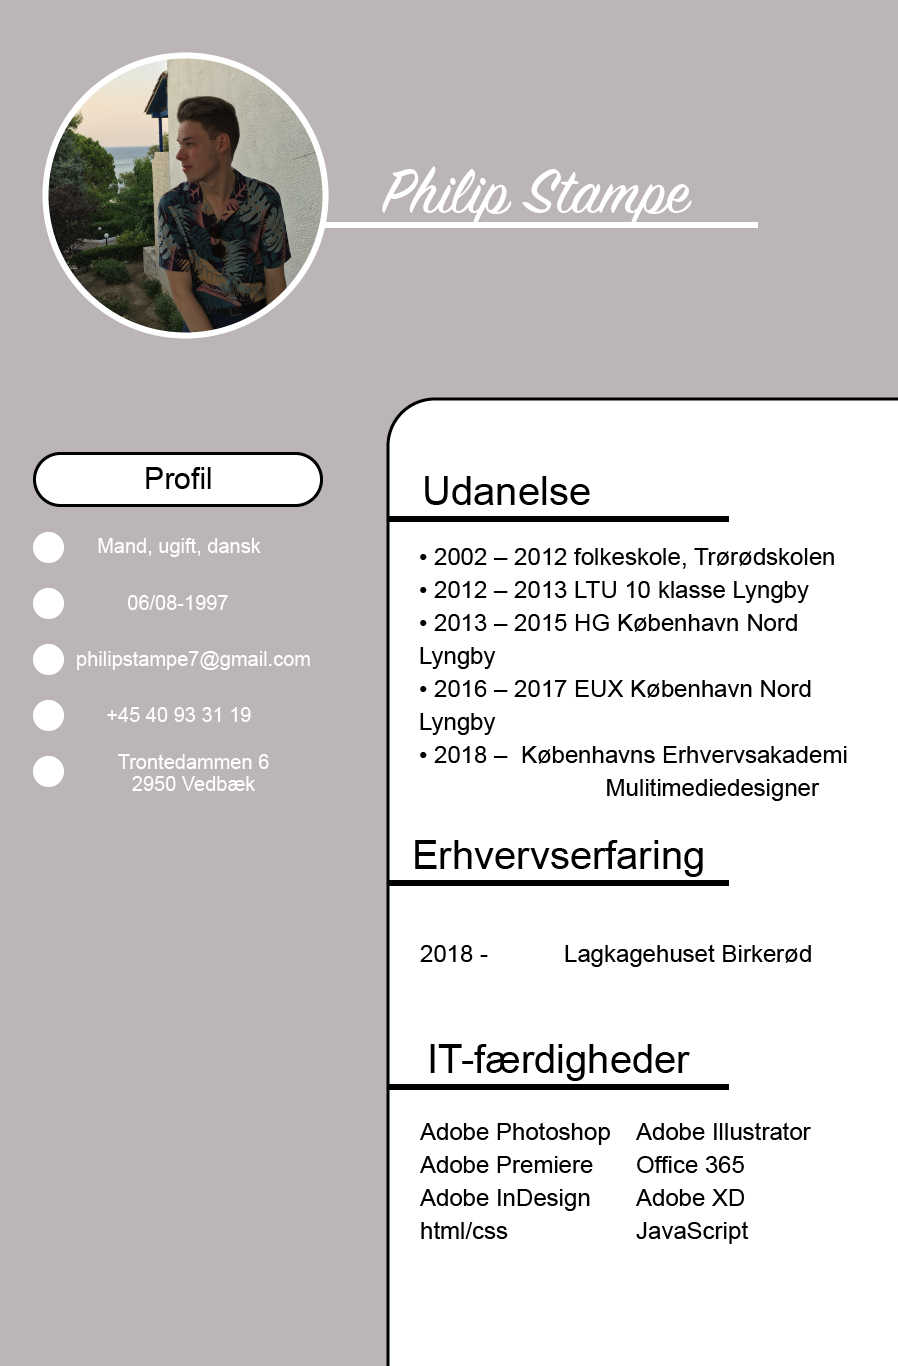 Philip Stampe
Profil
Mand, ugift, dansk
06/08-1997
philipstampe7@gmail.com
+45 40 93 31 19
Trontedammen 6
2950 Vedbæk
Udanelse
• 2002 – 2012 folkeskole, Trørødskolen
• 2012 – 2013 LTU 10 klasse Lyngby
• 2013 – 2015 HG København Nord
Lyngby
• 2016 – 2017 EUX København Nord
Lyngby
• 2018 – Københavns Erhvervsakademi
Mulitimediedesigner
Erhvervserfaring
2018 - Lagkagehuset Birkerød
IT-færdigheder
Adobe Photoshop Adobe Illustrator
Adobe Premiere Office 365
Adobe InDesign Adobe XD
html/css JavaScript